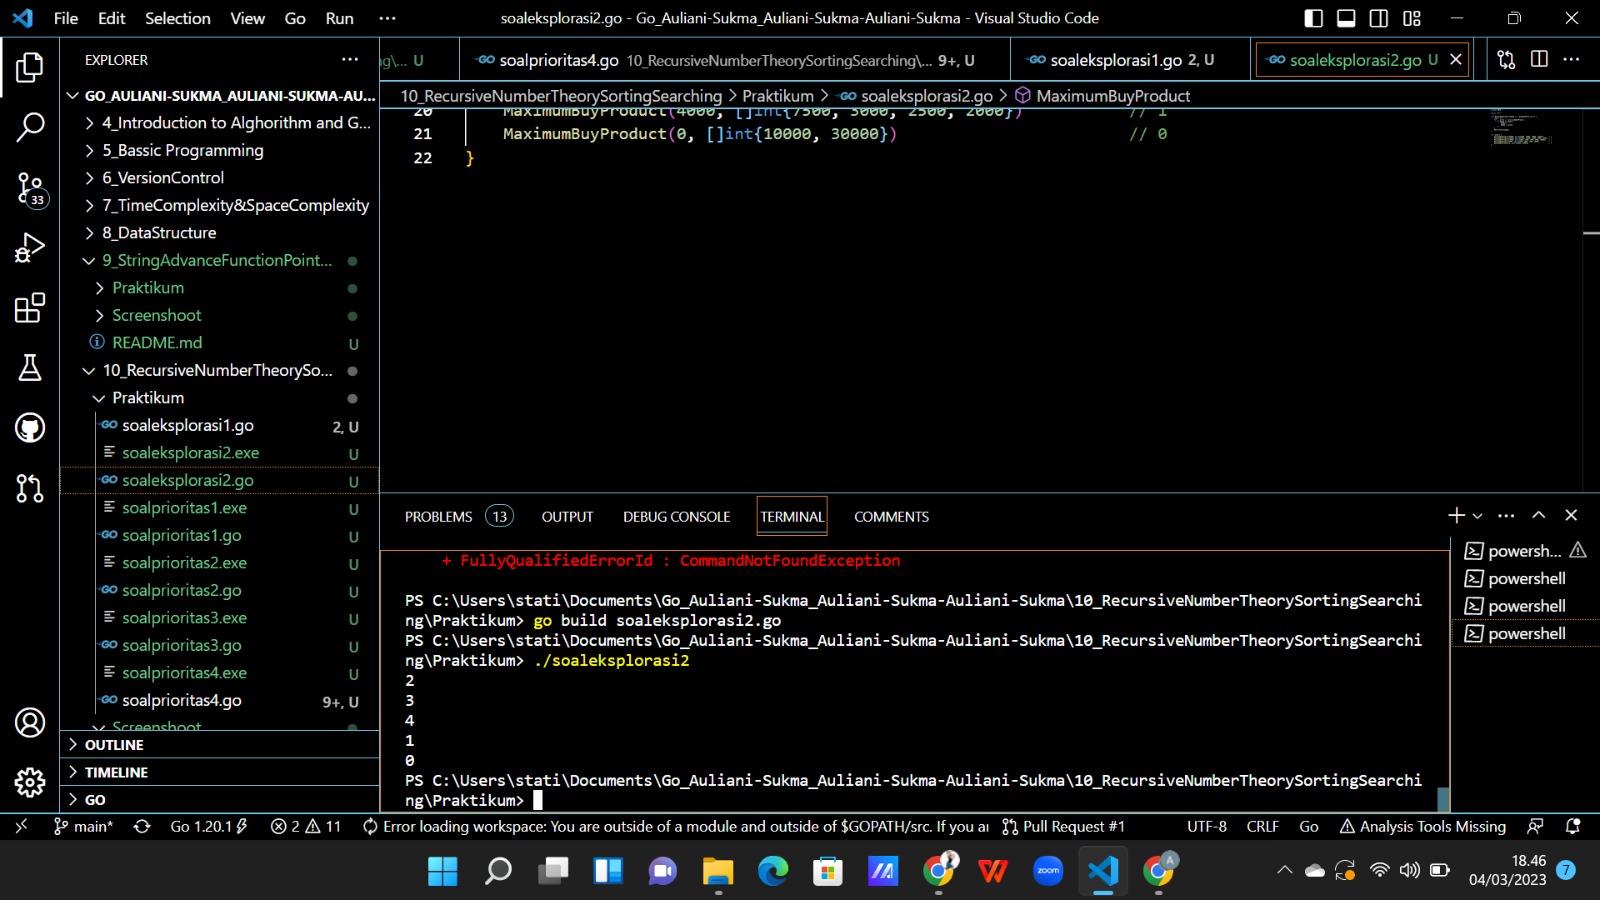 File Edit Selection View Go Run ··· soaleksplorasi2.go - Go_Auliani-Sukma_Auliani-Sukma-Auliani-Sukma - Visual Studio Code
EXPLORER ···
ng\... U soalprioritas4.go 10_RecursiveNumberTheorySortingSearching\... 9+, U soaleksplorasi1.go 2, U soaleksplorasi2.go U
10_RecursiveNumberTheorySortingSearching > Praktikum > soaleksplorasi2.go > MaximumBuyProduct
GO_AULIANI-SUKMA_AULIANI-SUKMA-AU...
4_Introduction to Alghorithm and G...
5_Bassic Programming
6_VersionControl
7_TimeComplexity&SpaceComplexity
8_DataStructure
9_StringAdvanceFunctionPoint...
Praktikum
Screenshoot
README.md U
10_RecursiveNumberTheorySo...
Praktikum
soaleksplorasi1.go 2, U
soaleksplorasi2.exe U
soaleksplorasi2.go U
soalprioritas1.exe U
soalprioritas1.go U
soalprioritas2.exe U
soalprioritas2.go U
soalprioritas3.exe U
soalprioritas3.go U
soalprioritas4.exe U
soalprioritas4.go 9+, U
Screenshoot
OUTLINE
TIMELINE
GO
33
20 MaximumBuyProduct(4000, []int{7500, 3000, 2500, 2000}) // 1
21 MaximumBuyProduct(0, []int{10000, 30000}) // 0
22 }
PROBLEMS 13 OUTPUT DEBUG CONSOLE TERMINAL COMMENTS
+ FullyQualifiedErrorId : CommandNotFoundException
PS C:\Users\stati\Documents\Go_Auliani-Sukma_Auliani-Sukma-Auliani-Sukma\10_RecursiveNumberTheorySortingSearchi
ng\Praktikum> go build soaleksplorasi2.go
PS C:\Users\stati\Documents\Go_Auliani-Sukma_Auliani-Sukma-Auliani-Sukma\10_RecursiveNumberTheorySortingSearchi
ng\Praktikum> ./soaleksplorasi2
2
3
4
1
0
PS C:\Users\stati\Documents\Go_Auliani-Sukma_Auliani-Sukma-Auliani-Sukma\10_RecursiveNumberTheorySortingSearchi
ng\Praktikum>
powersh...
powershell
powershell
powershell
main* Go 1.20.1 2 11 Error loading workspace: You are outside of a module and outside of $GOPATH/src. If you ar Pull Request #1 UTF-8 CRLF Go Analysis Tools Missing
zoom
A
18.46
04/03/2023
7